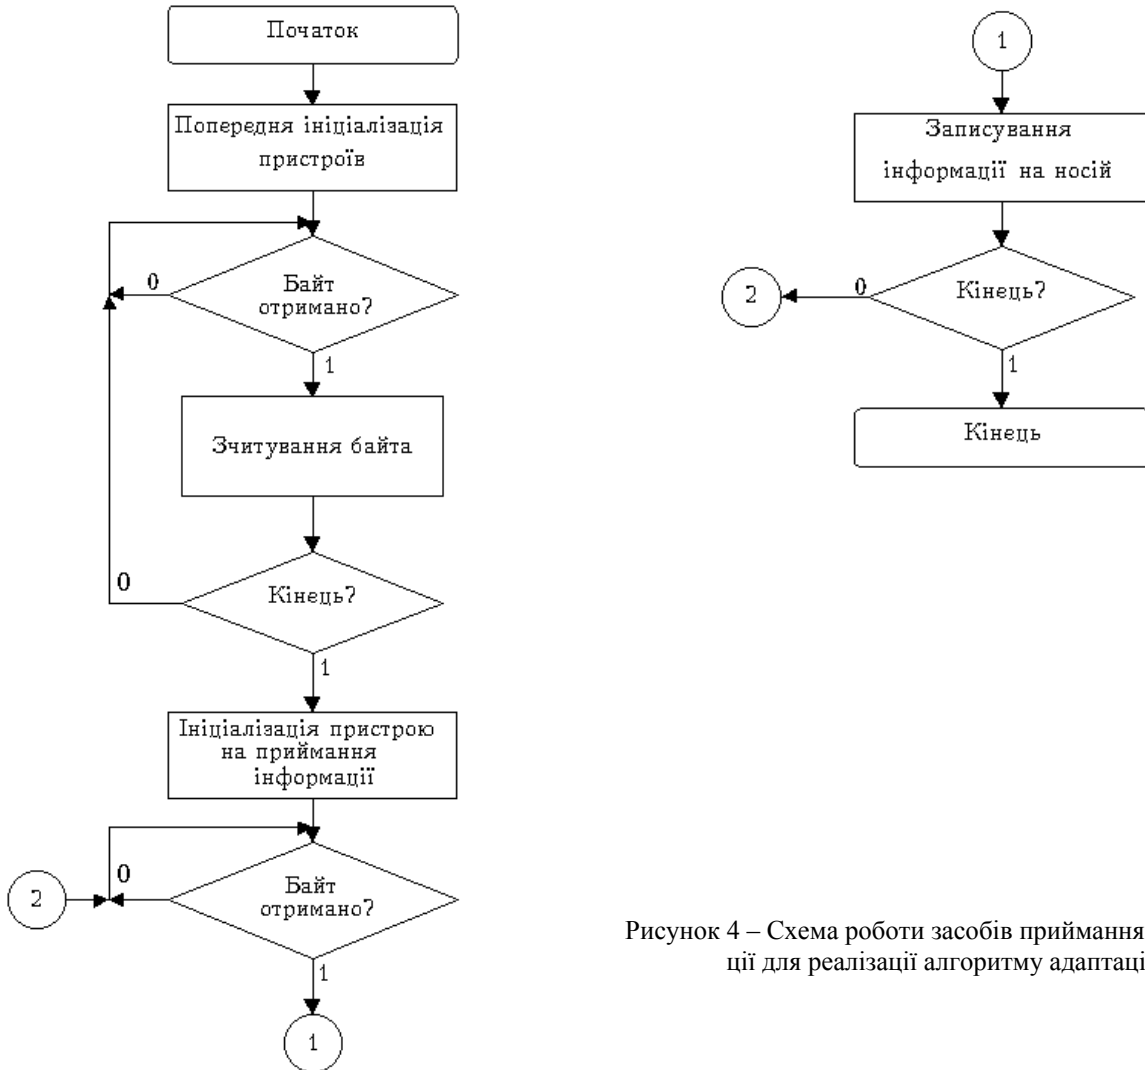 Початок
Попередня ініціалізація
пристроїв
0
Байт
отримано?
1
Зчитування байта
0
Кінець?
1
Ініціалізація пристрою
на приймання
інформації
0
2
Байт
отримано?
1
1
1
Записування
інформації на носій
2
0
Кінець?
1
Кінець
Рисунок 4 – Схема роботи засобів приймання
ції для реалізації алгоритму адаптаці